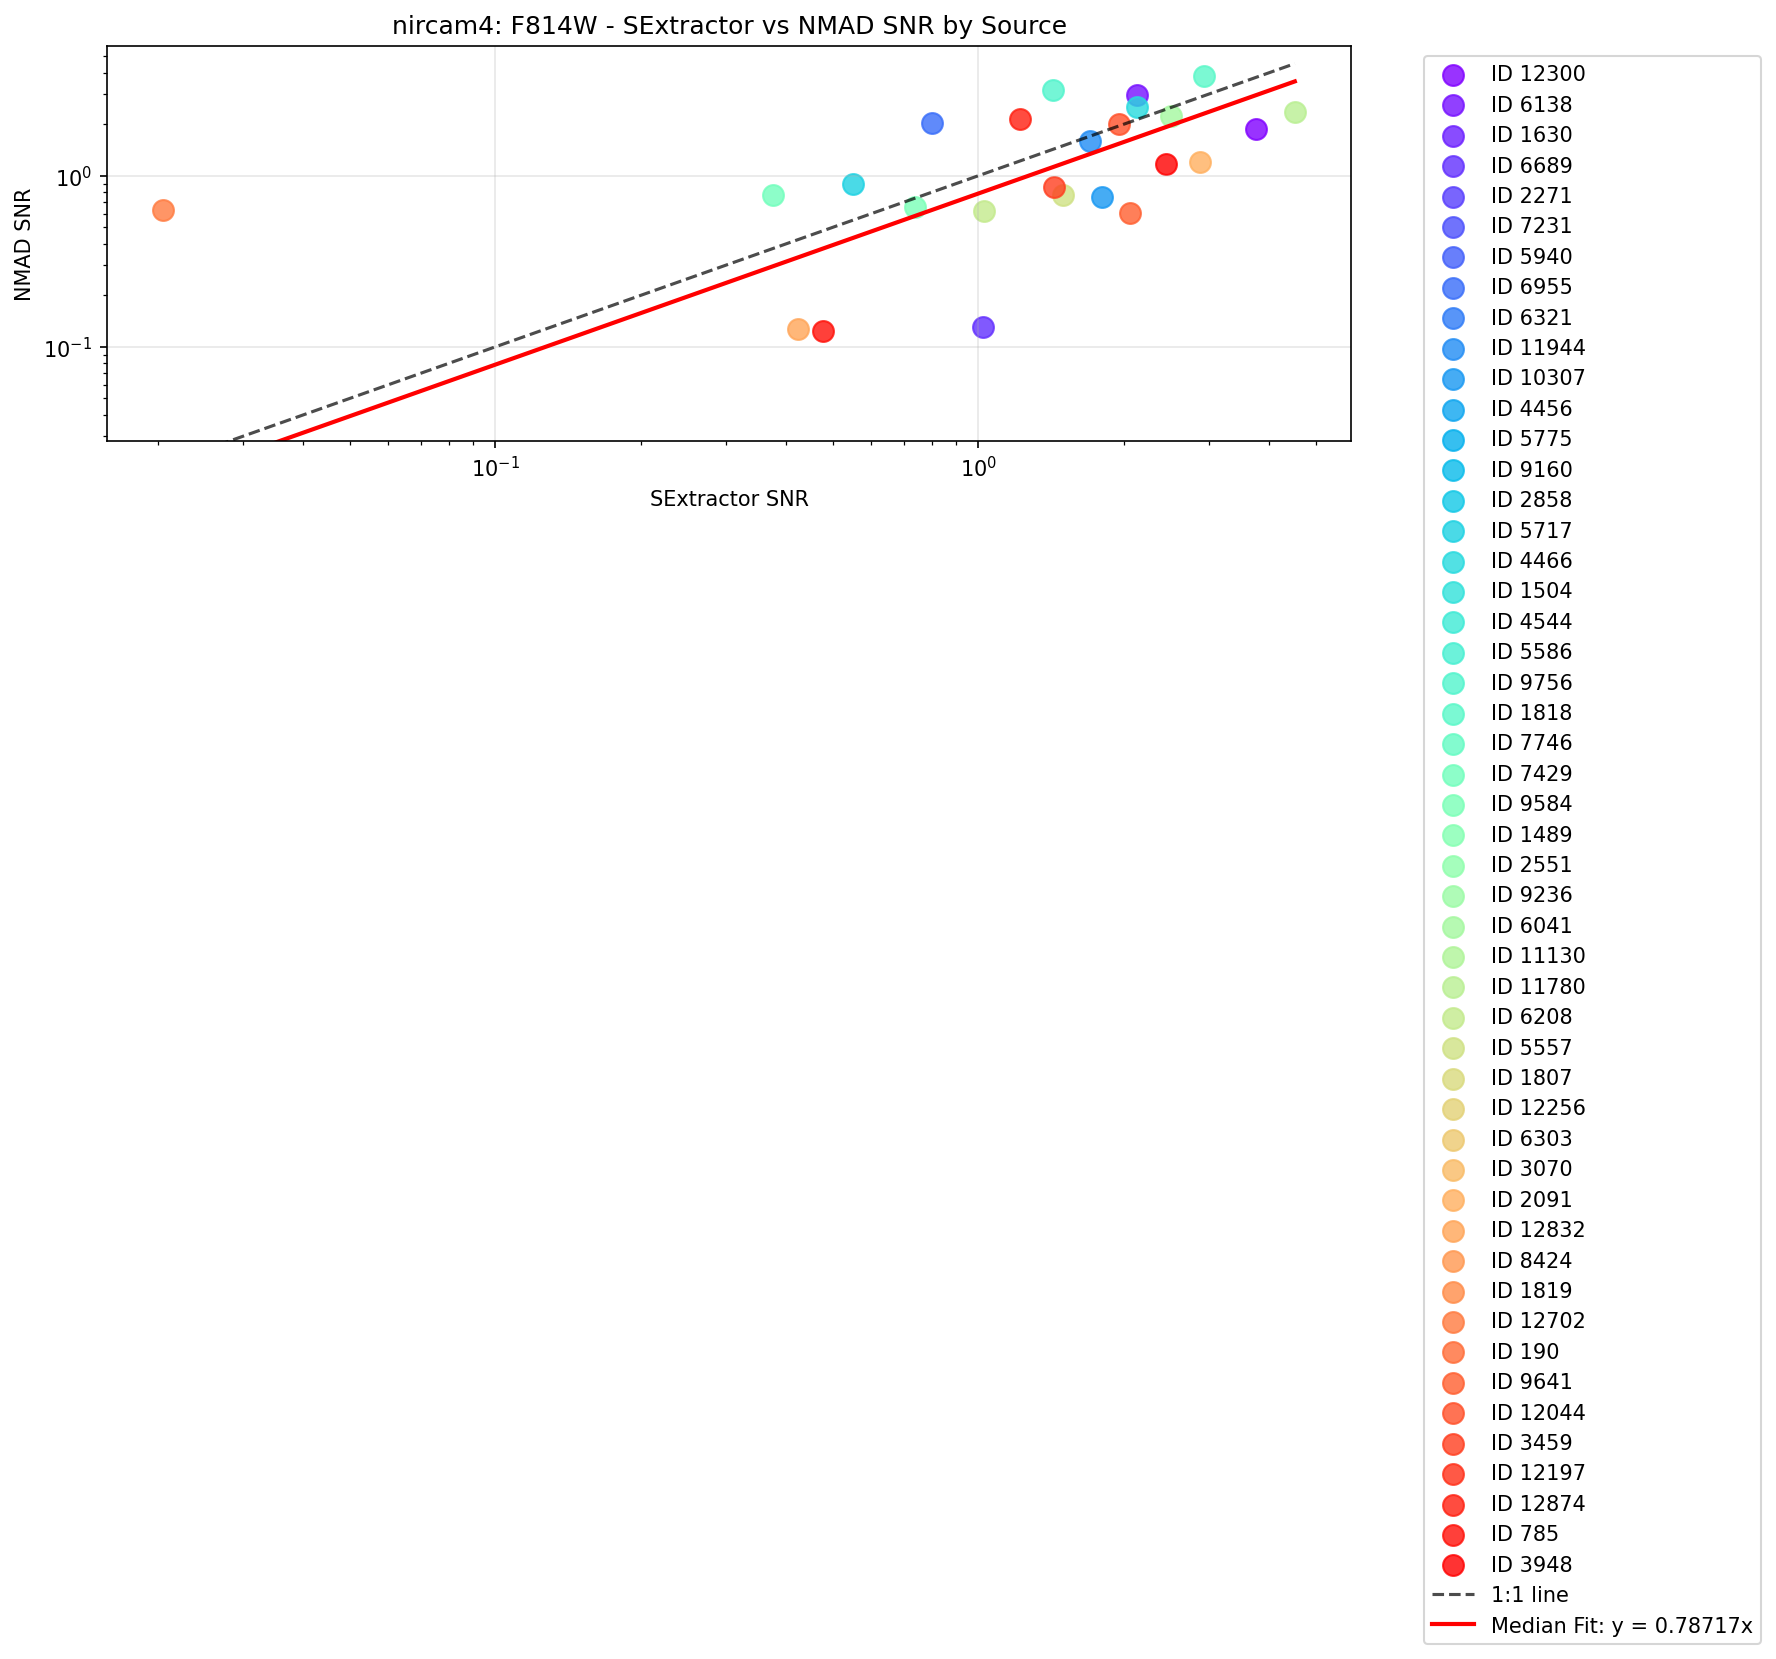 nircam4: F814W - SExtractor vs NMAD SNR by Source
NMAD SNR
10⁰
10⁻¹
10⁻¹
10⁰
SExtractor SNR
ID 12300
ID 6138
ID 1630
ID 6689
ID 2271
ID 7231
ID 5940
ID 6955
ID 6321
ID 11944
ID 10307
ID 4456
ID 5775
ID 9160
ID 2858
ID 5717
ID 4466
ID 1504
ID 4544
ID 5586
ID 9756
ID 1818
ID 7746
ID 7429
ID 9584
ID 1489
ID 2551
ID 9236
ID 6041
ID 11130
ID 11780
ID 6208
ID 5557
ID 1807
ID 12256
ID 6303
ID 3070
ID 2091
ID 12832
ID 8424
ID 1819
ID 12702
ID 190
ID 9641
ID 12044
ID 3459
ID 12197
ID 12874
ID 785
ID 3948
1:1 line
Median Fit: y = 0.78717x